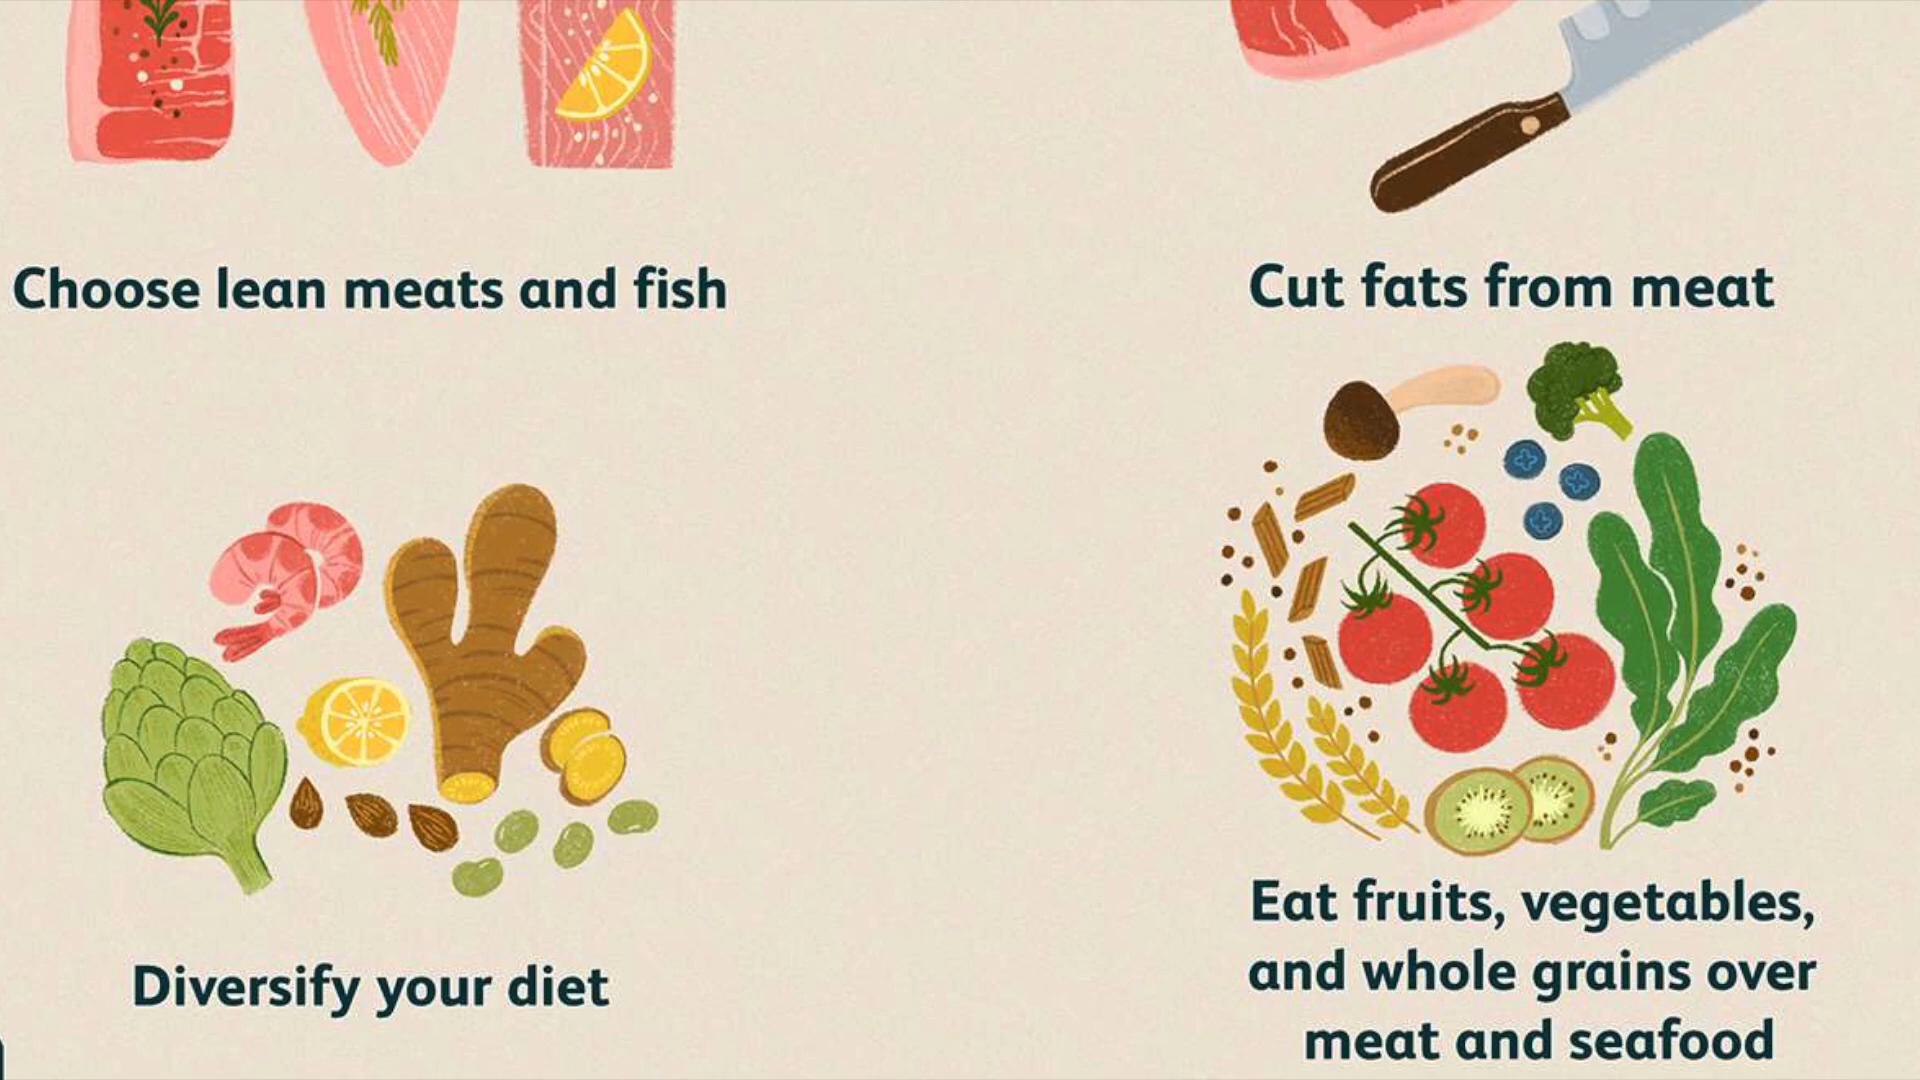 Choose lean meats and fish
Cut fats from meat
Diversify your diet
Eat fruits, vegetables,
and whole grains over
meat and seafood